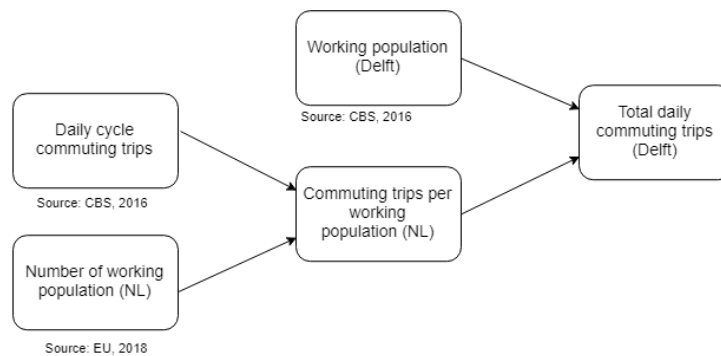 Working population
(Delft)
Source: CBS, 2016
Total daily
commuting trips
(Delft)
Daily cycle
commuting trips
Source: CBS, 2016
Commuting trips per
working
population (NL)
Number of working
population (NL)
Source: EU, 2018